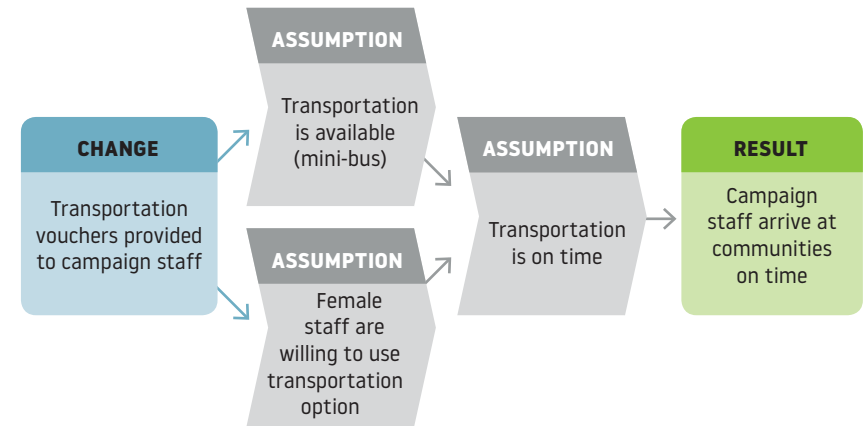 CHANGE
Transportation
vouchers provided
to campaign staff
ASSUMPTION
Transportation
is available
(mini-bus)
ASSUMPTION
Female
staff are
willing to use
transportation
option
ASSUMPTION
Transportation
is on time
RESULT
Campaign
staff arrive at
communities
on time